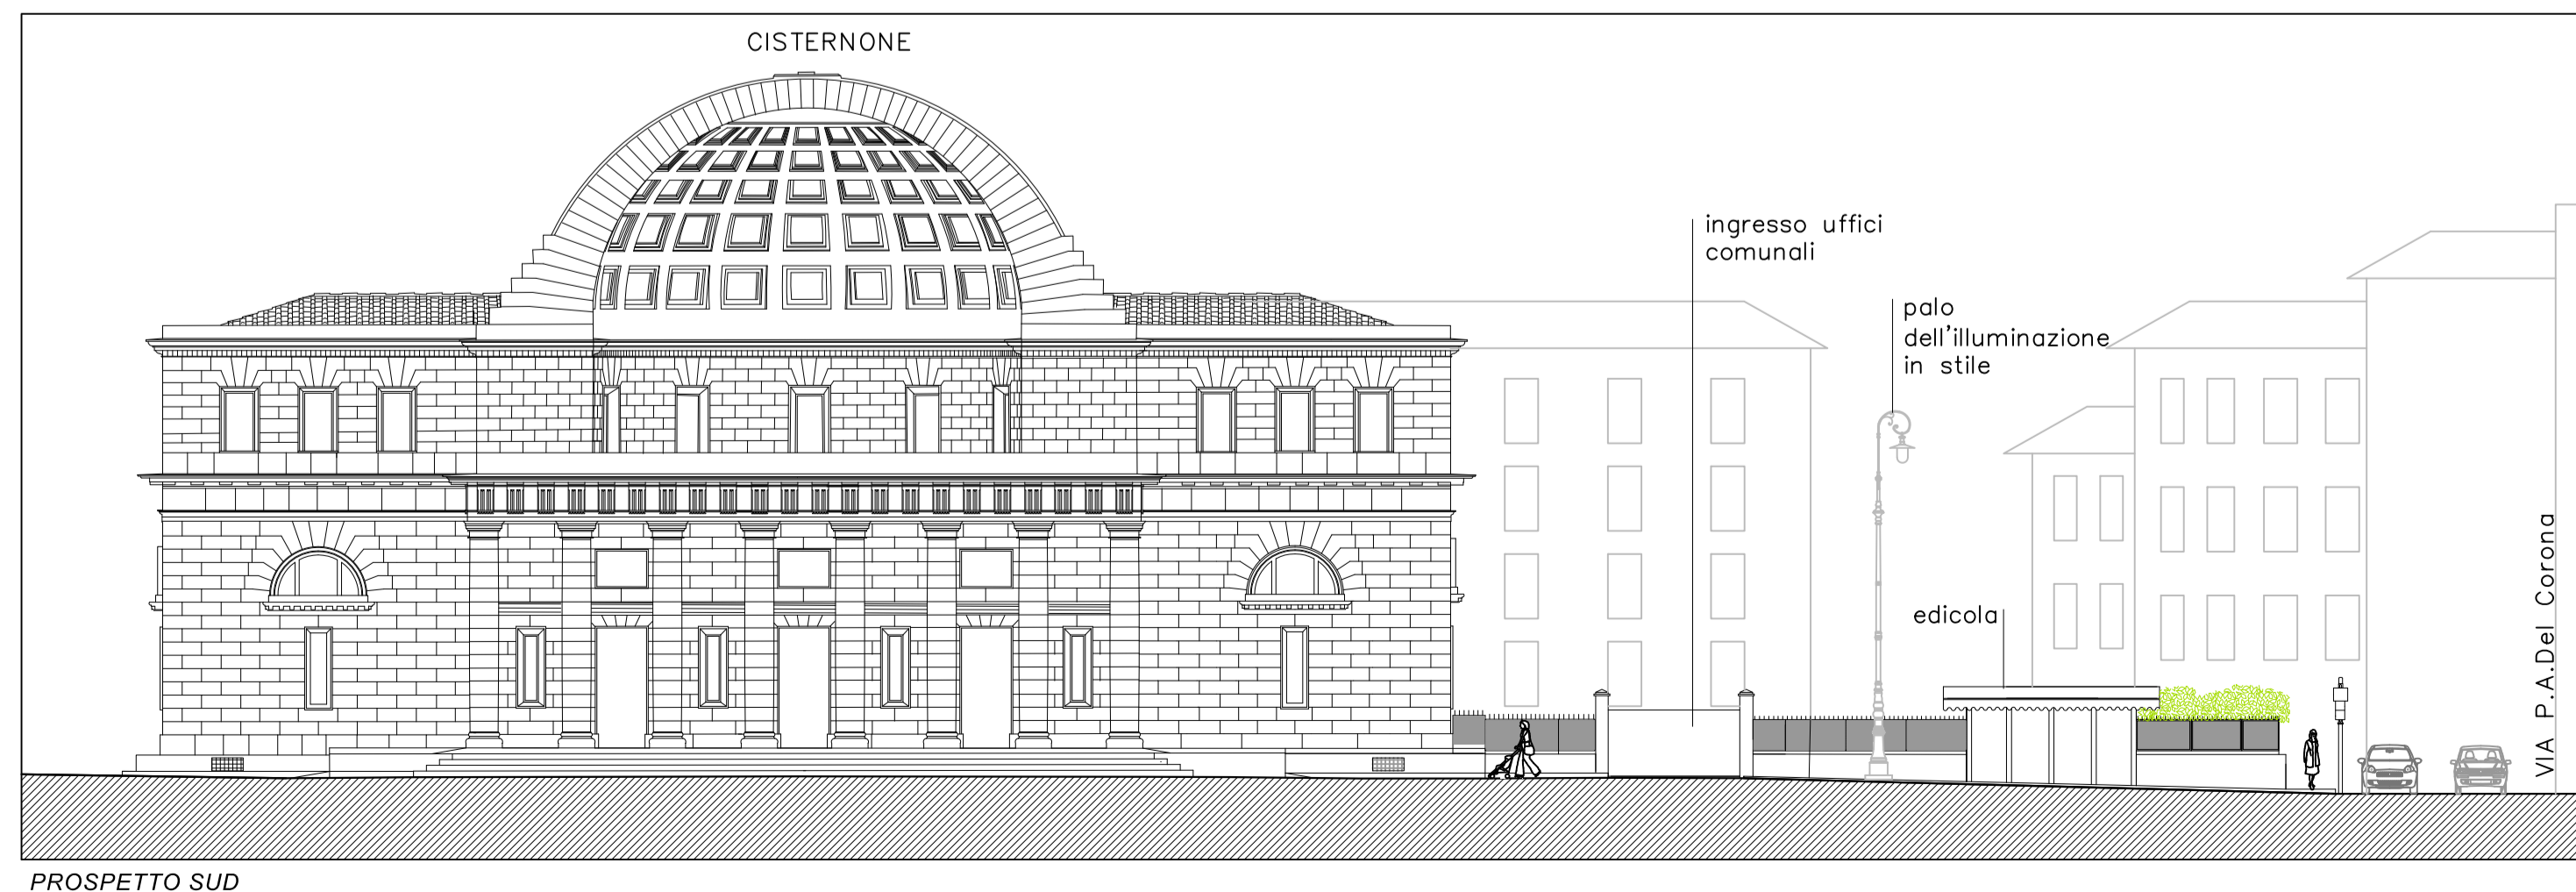 CISTERNONE
ingresso uffici
comunali
palo
dell'illuminazione
in stile
edicola
VIA P.A.Del Corona
PROSPETTO SUD